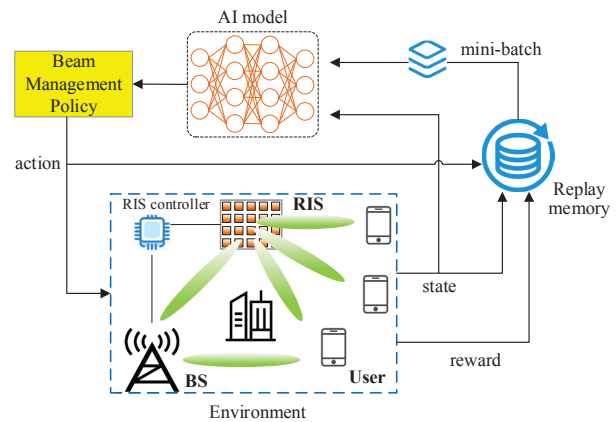 AI model
mini-batch
Beam
Management
Policy
action
Replay
memory
RIS controller
RIS
state
User
BS
reward
Environment